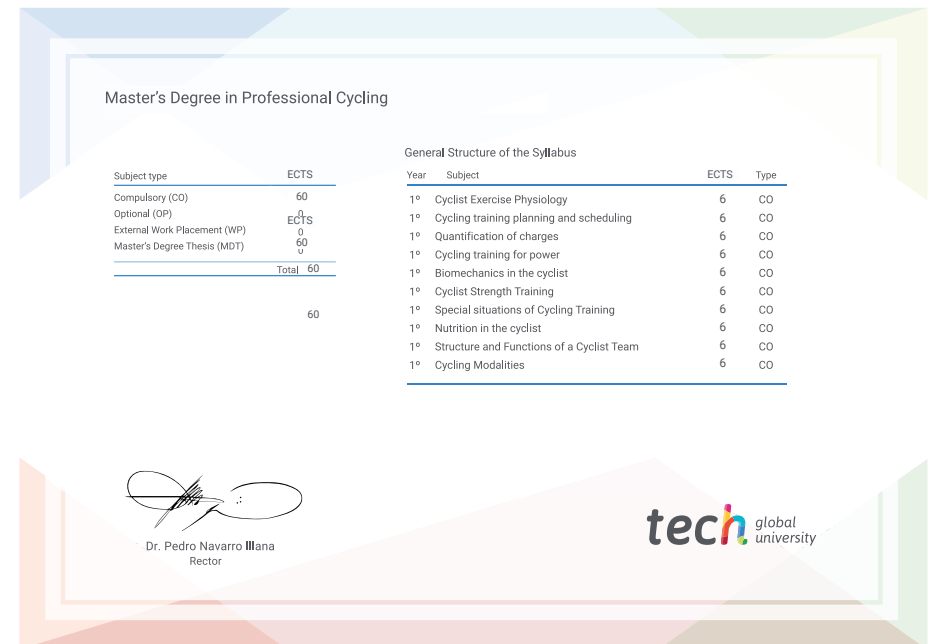 Master's Degree in Professional Cycling
Subject type ECTS
Compulsory (CO) 60
Optional (OP) 0
ECTS
External Work Placement (WP) 0
Master's Degree Thesis (MDT) 60
0
Total 60
60
General Structure of the Syllabus
Year Subject ECTS Type
1º Cyclist Exercise Physiology 6 CO
1º Cycling training planning and scheduling 6 CO
1º Quantification of charges 6 CO
1º Cycling training for power 6 CO
1º Biomechanics in the cyclist 6 CO
1º Cyclist Strength Training 6 CO
1º Special situations of Cycling Training 6 CO
1º Nutrition in the cyclist 6 CO
1º Structure and Functions of a Cyclist Team 6 CO
1º Cycling Modalities 6 CO
Dr. Pedro Navarro Illana
Rector
tech global
university